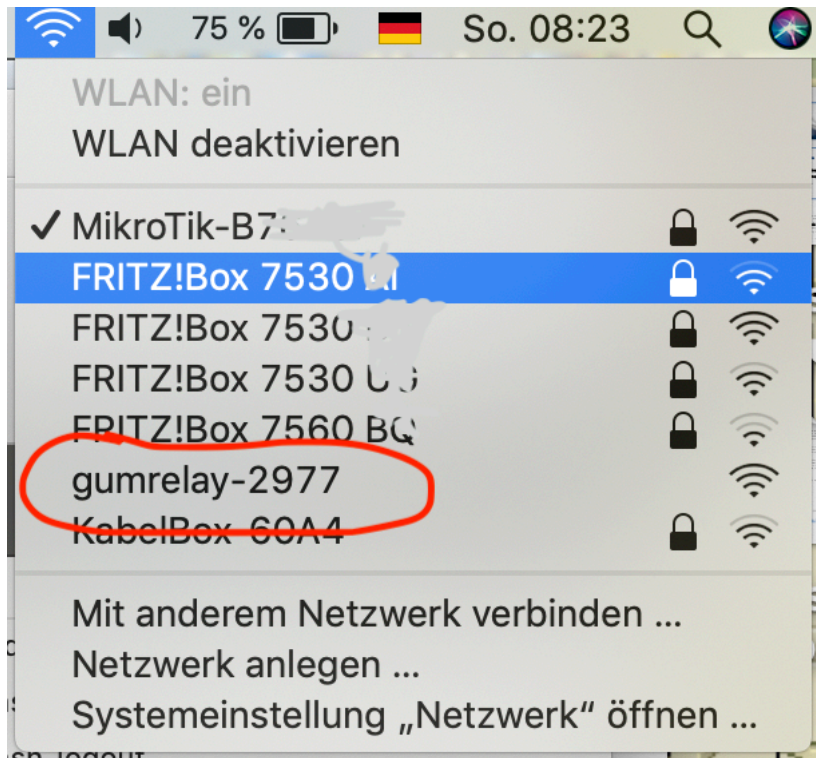 75 % So. 08:23
WLAN: ein
WLAN deaktivieren
✓ MikroTik-B7
FRITZ!Box 7530
FRITZ!Box 7530
FRITZ!Box 7530
FRITZ!Box 7560 BQ
gumrelay-2977
KabelBox-60A4
Mit anderem Netzwerk verbinden ...
Netzwerk anlegen ...
Systemeinstellung „Netzwerk“ öffnen ...